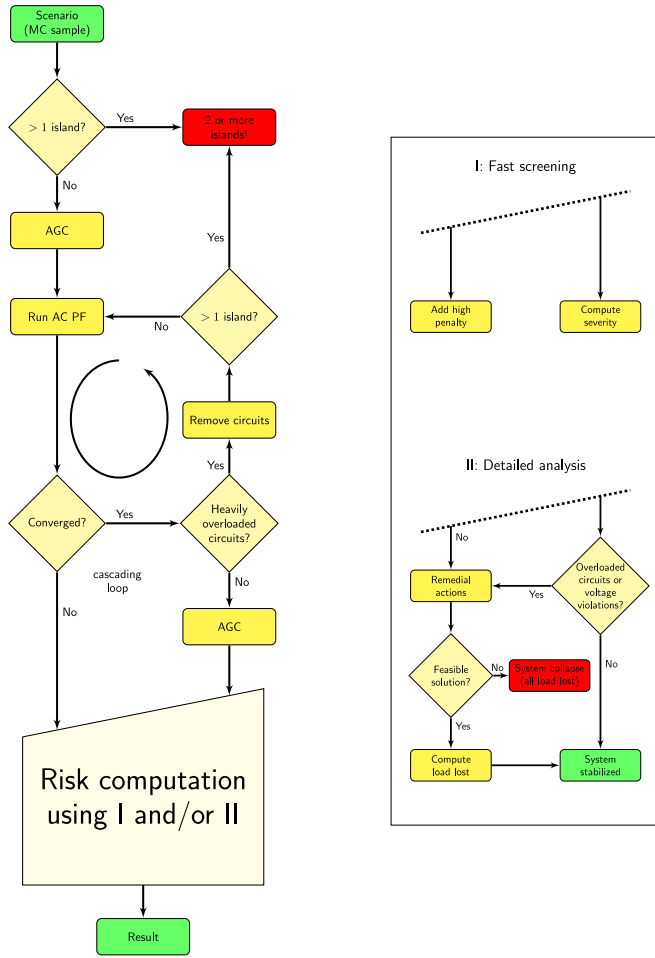 Scenario
(MC sample)
> 1 island?
Yes
2 or more
islands!
No
AGC
Yes
Run AC PF
No
> 1 island?
Remove circuits
Yes
Converged?
Yes
Heavily
overloaded
circuits?
cascading
loop
No
No
AGC
Risk computation
using I and/or II
Result
I: Fast screening
Add high
penalty
Compute
severity
II: Detailed analysis
No
Remedial
actions
Yes
Overloaded
circuits or
voltage
violations?
Feasible
solution?
No
System collapse
(all load lost)
No
Yes
Compute
load lost
System
stabilized